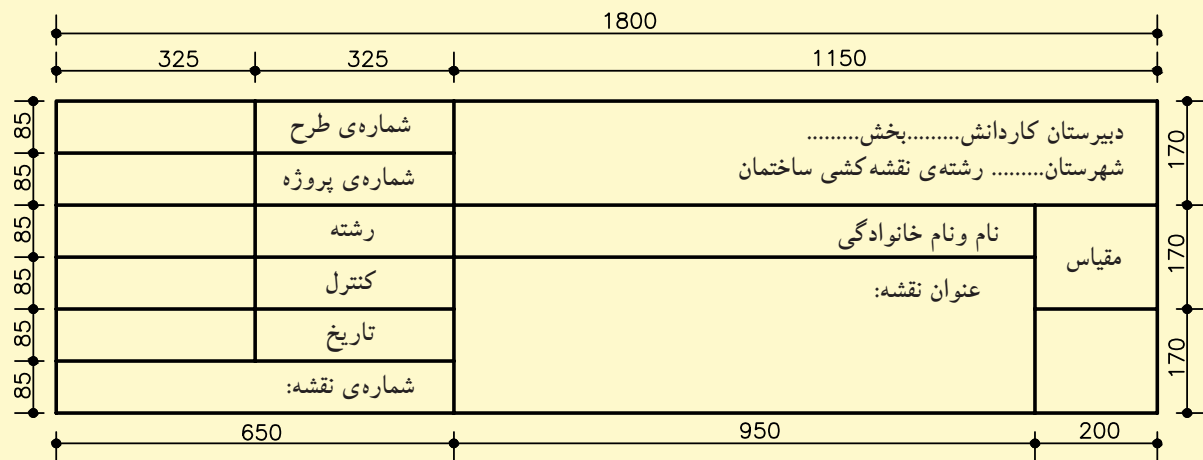 1800
325 325 1150
دبیرستان کاردانش.........بخش.........
شهرستان......... رشته‌ی نقشه‌کشی ساختمان
نام ونام خانوادگی
مقیاس
عنوان نقشه:
شماره‌ی طرح
شماره‌ی پروژه
رشته
کنترل
تاریخ
شماره‌ی نقشه:
85
85
85
85
85
85
170
170
170
650 950 200